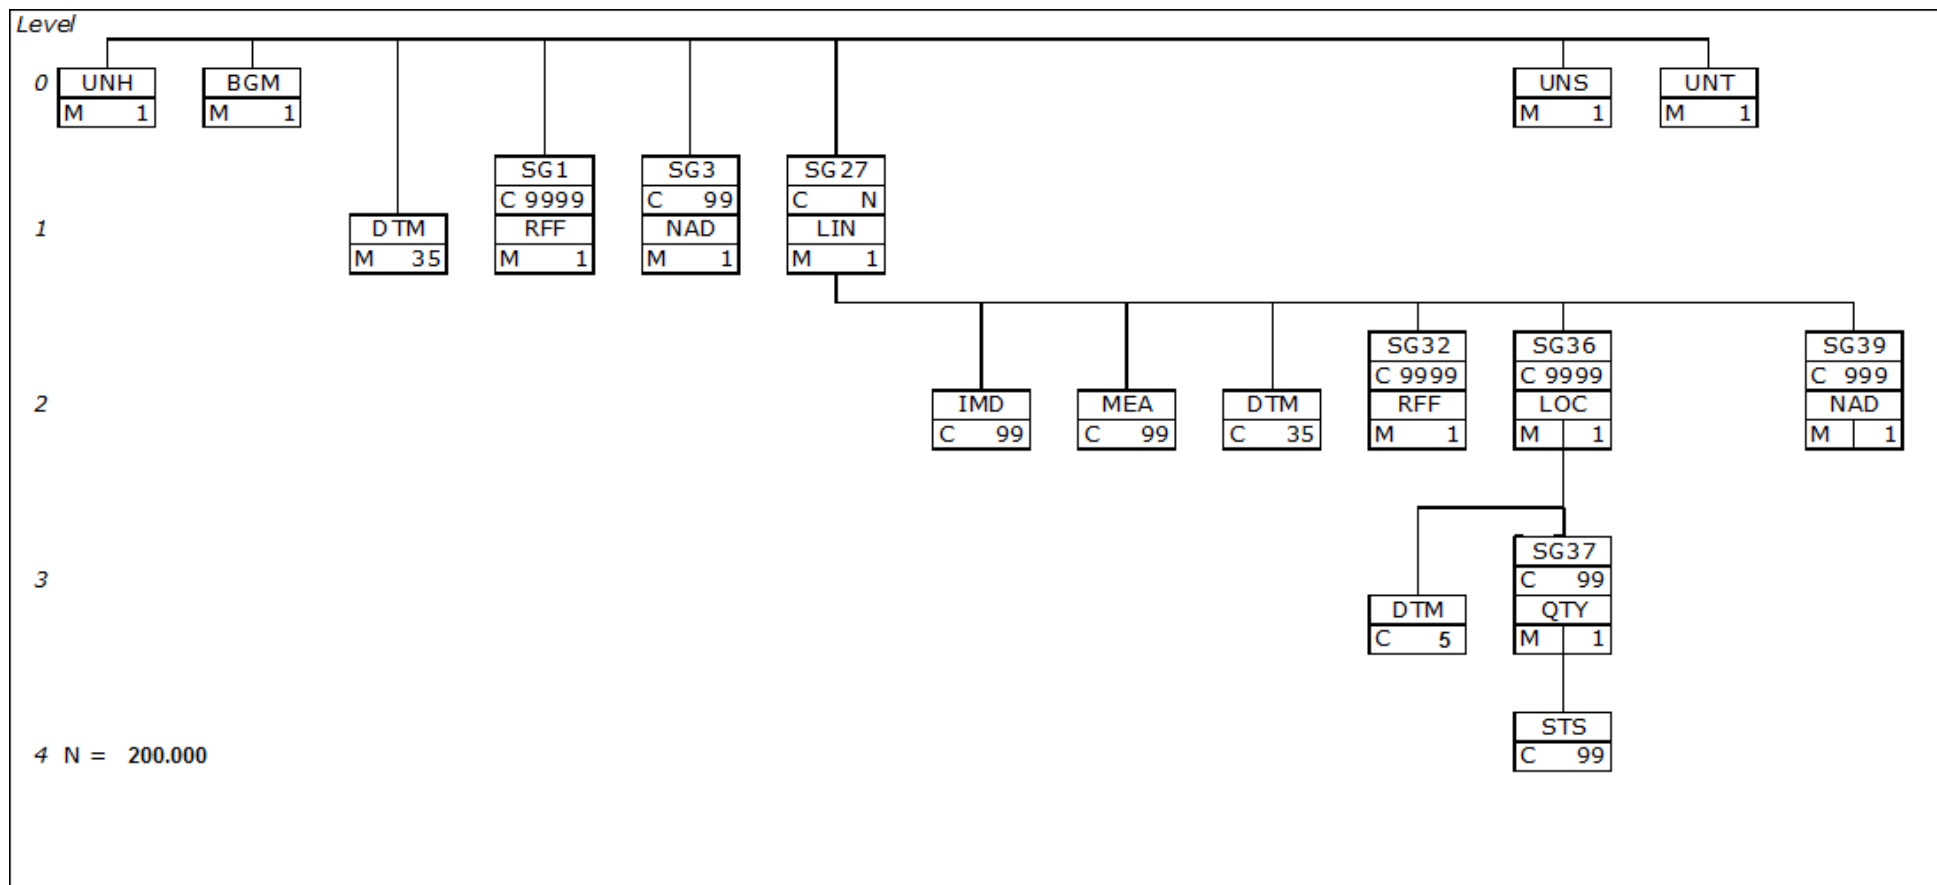 Level
0 UNH BGM UNS UNT
M 1 M 1 M 1 M 1
SG1 SG3 SG27
C 9999 C 99 C N
1 DTM RFF NAD LIN
M 35 M 1 M 1 M 1
SG32 SG36 SG39
C 9999 C 9999 C 999
2 IMD MEA DTM RFF LOC NAD
C 99 C 99 C 35 M 1 M 1 M 1
SG37
3 C 99
DTM QTY
C 5 M 1
STS
4 N = 200.000 C 99